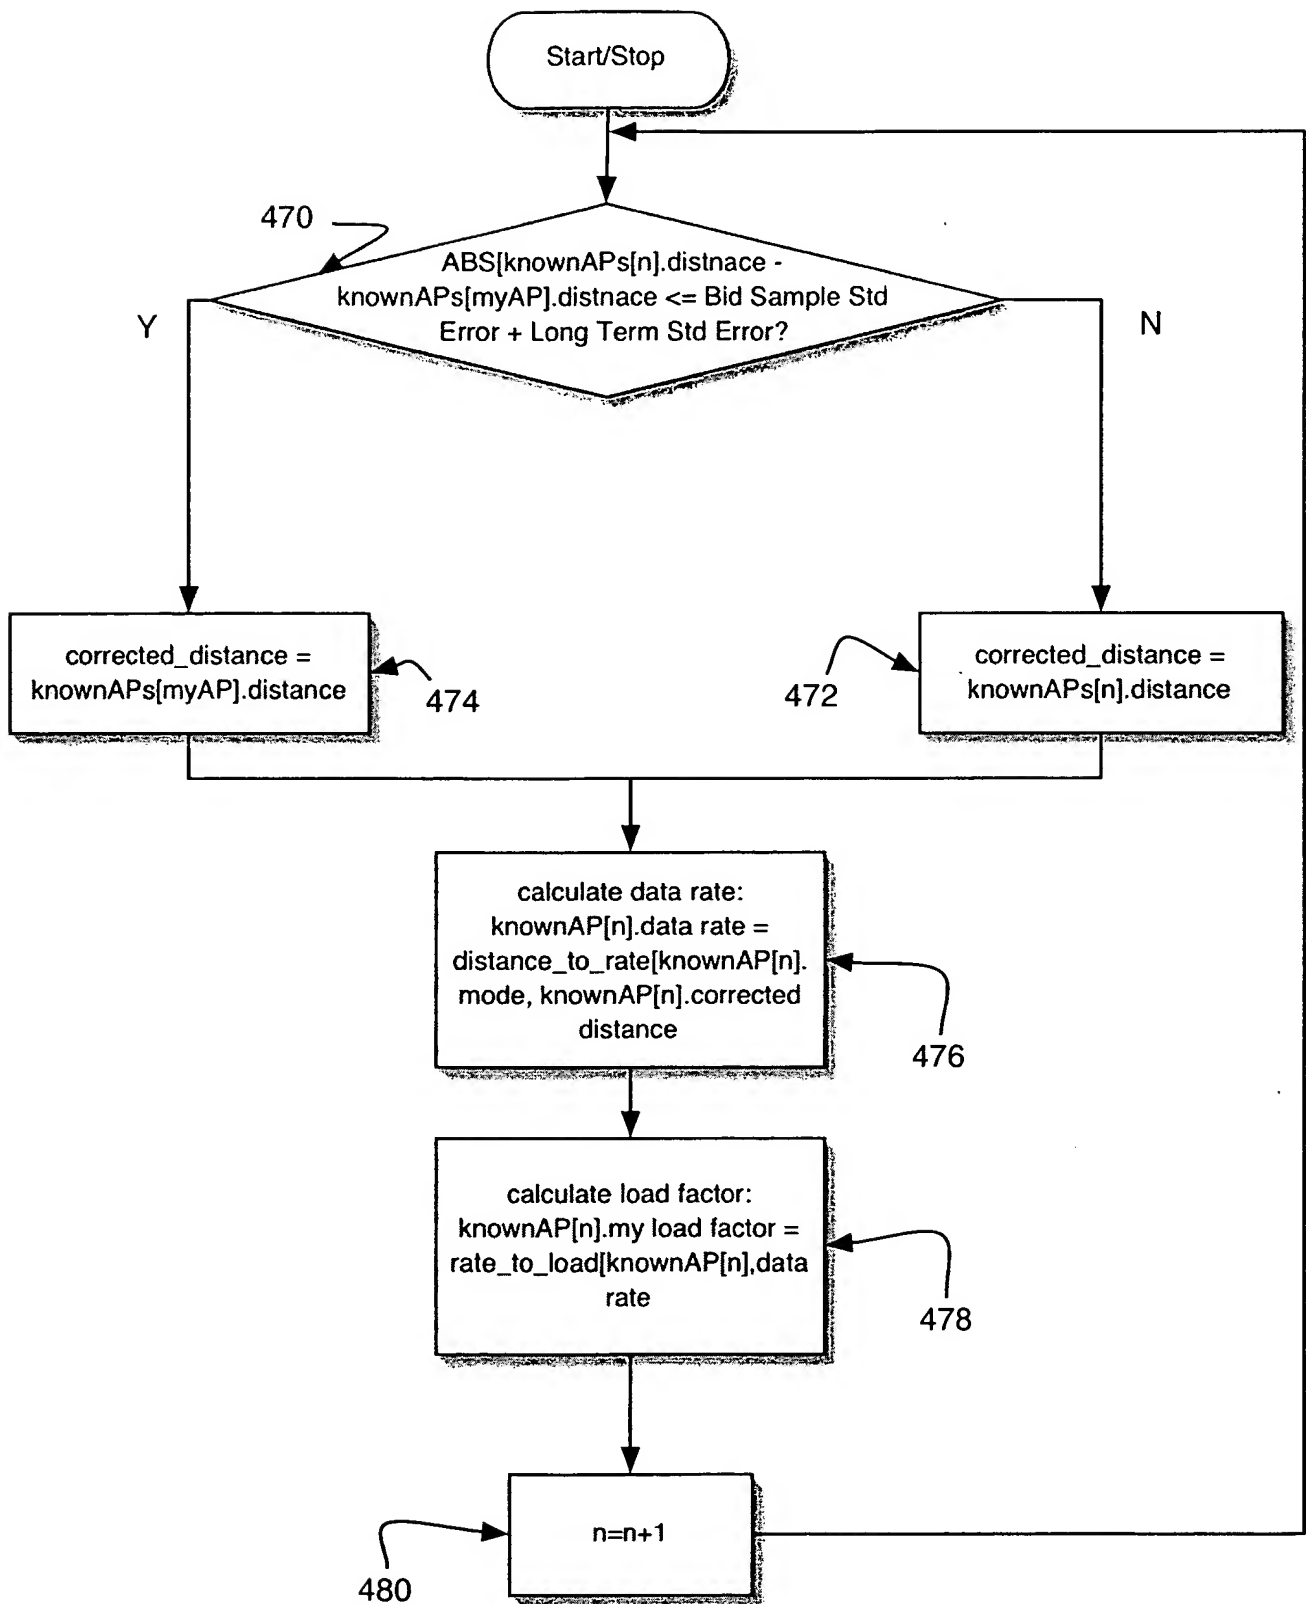 Start/Stop
470
ABS[knownAPs[n].distnace -
knownAPs[myAP].distnace <= Bid Sample Std
Error + Long Term Std Error?
Y
N
corrected_distance =
knownAPs[myAP].distance
474
472
corrected_distance =
knownAPs[n].distance
calculate data rate:
knownAP[n].data rate =
distance_to_rate[knownAP[n].
mode, knownAP[n].corrected
distance
476
calculate load factor:
knownAP[n].my load factor =
rate_to_load[knownAP[n],data
rate
478
n=n+1
480